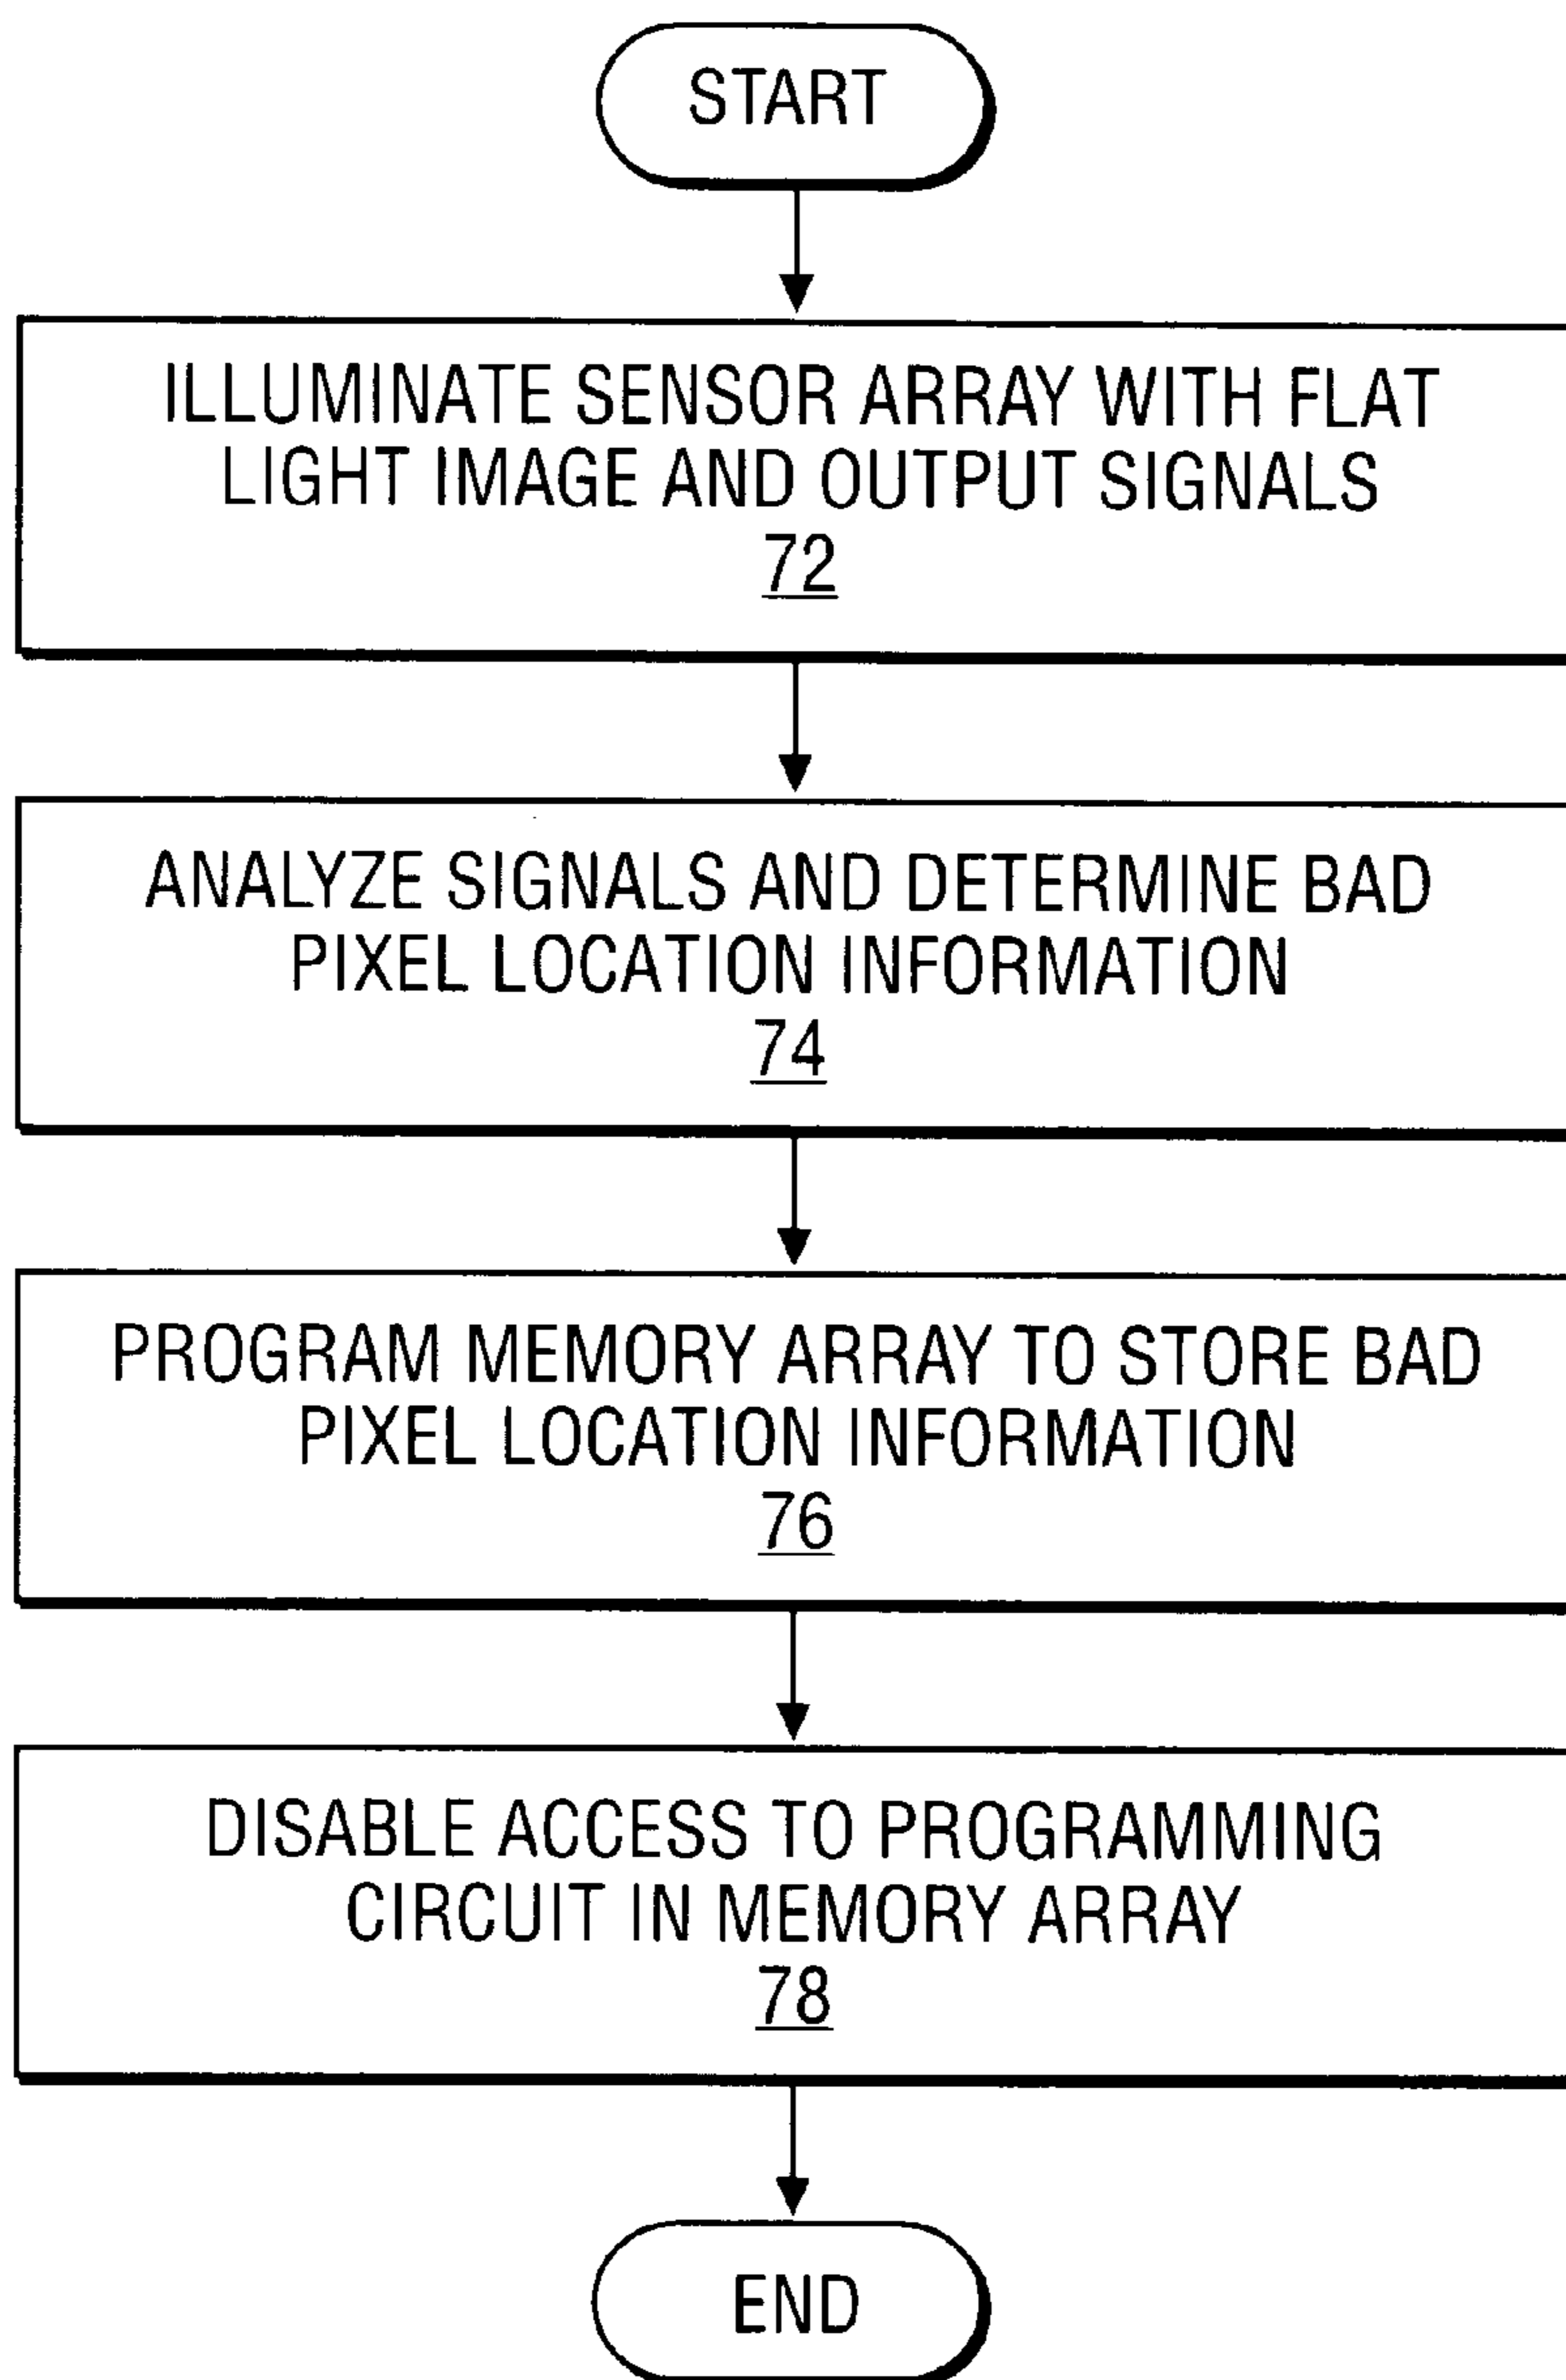 START
ILLUMINATE SENSOR ARRAY WITH FLAT
LIGHT IMAGE AND OUTPUT SIGNALS
72
ANALYZE SIGNALS AND DETERMINE BAD
PIXEL LOCATION INFORMATION
74
PROGRAM MEMORY ARRAY TO STORE BAD
PIXEL LOCATION INFORMATION
76
DISABLE ACCESS TO PROGRAMMING
CIRCUIT IN MEMORY ARRAY
78
END